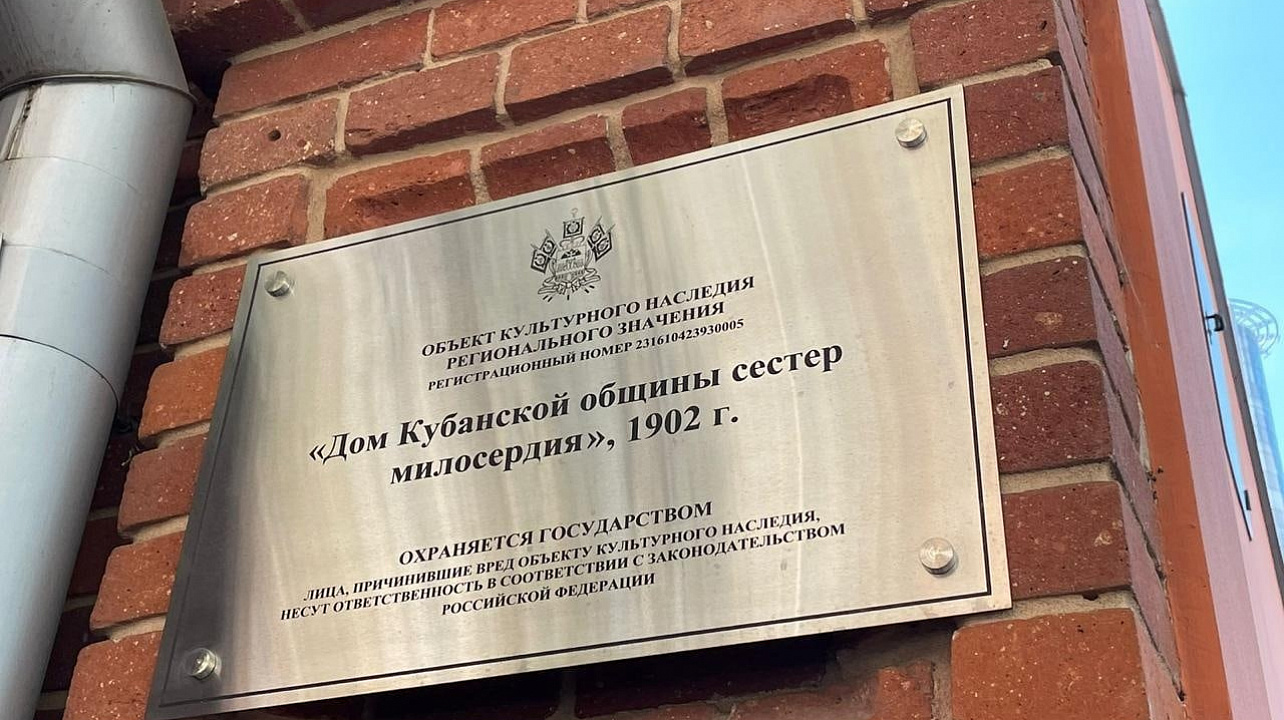 ОБЪЕКТ КУЛЬТУРНОГО НАСЛЕДИЯ
РЕГИОНАЛЬНОГО ЗНАЧЕНИЯ
РЕГИСТРАЦИОННЫЙ НОМЕР 231610423930005
«Дом Кубанской общины сестер
милосердия», 1902 г.
ОХРАНЯЕТСЯ ГОСУДАРСТВОМ
ЛИЦА, ПРИЧИНИВШИЕ ВРЕД ОБЪЕКТУ КУЛЬТУРНОГО НАСЛЕДИЯ,
НЕСУТ ОТВЕТСТВЕННОСТЬ В СООТВЕТСТВИИ С ЗАКОНОДАТЕЛЬСТВОМ
РОССИЙСКОЙ ФЕДЕРАЦИИ